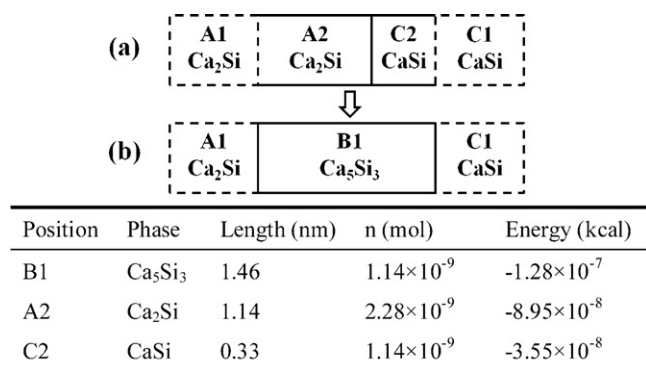 (a)
A1 A2 C2 C1
Ca₂Si Ca₂Si CaSi CaSi
(b)
A1 B1 C1
Ca₂Si Ca₅Si₃ CaSi
Position Phase Length (nm) n (mol) Energy (kcal)
B1 Ca₅Si₃ 1.46 1.14×10⁻⁹ -1.28×10⁻⁷
A2 Ca₂Si 1.14 2.28×10⁻⁹ -8.95×10⁻⁸
C2 CaSi 0.33 1.14×10⁻⁹ -3.55×10⁻⁸